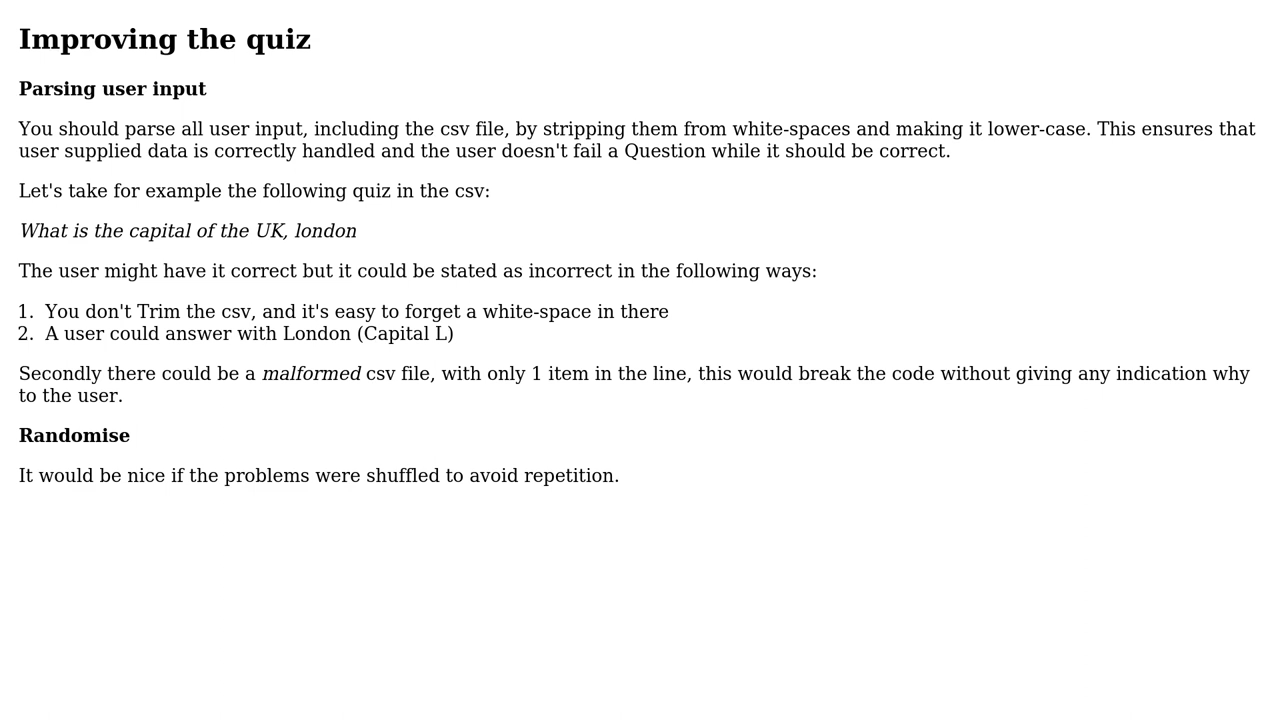 Improving the quiz
Parsing user input
You should parse all user input, including the csv file, by stripping them from white-spaces and making it lower-case. This ensures that
user supplied data is correctly handled and the user doesn't fail a Question while it should be correct.
Let's take for example the following quiz in the csv:
What is the capital of the UK, london
The user might have it correct but it could be stated as incorrect in the following ways:
1. You don't Trim the csv, and it's easy to forget a white-space in there
2. A user could answer with London (Capital L)
Secondly there could be a malformed csv file, with only 1 item in the line, this would break the code without giving any indication why
to the user.
Randomise
It would be nice if the problems were shuffled to avoid repetition.